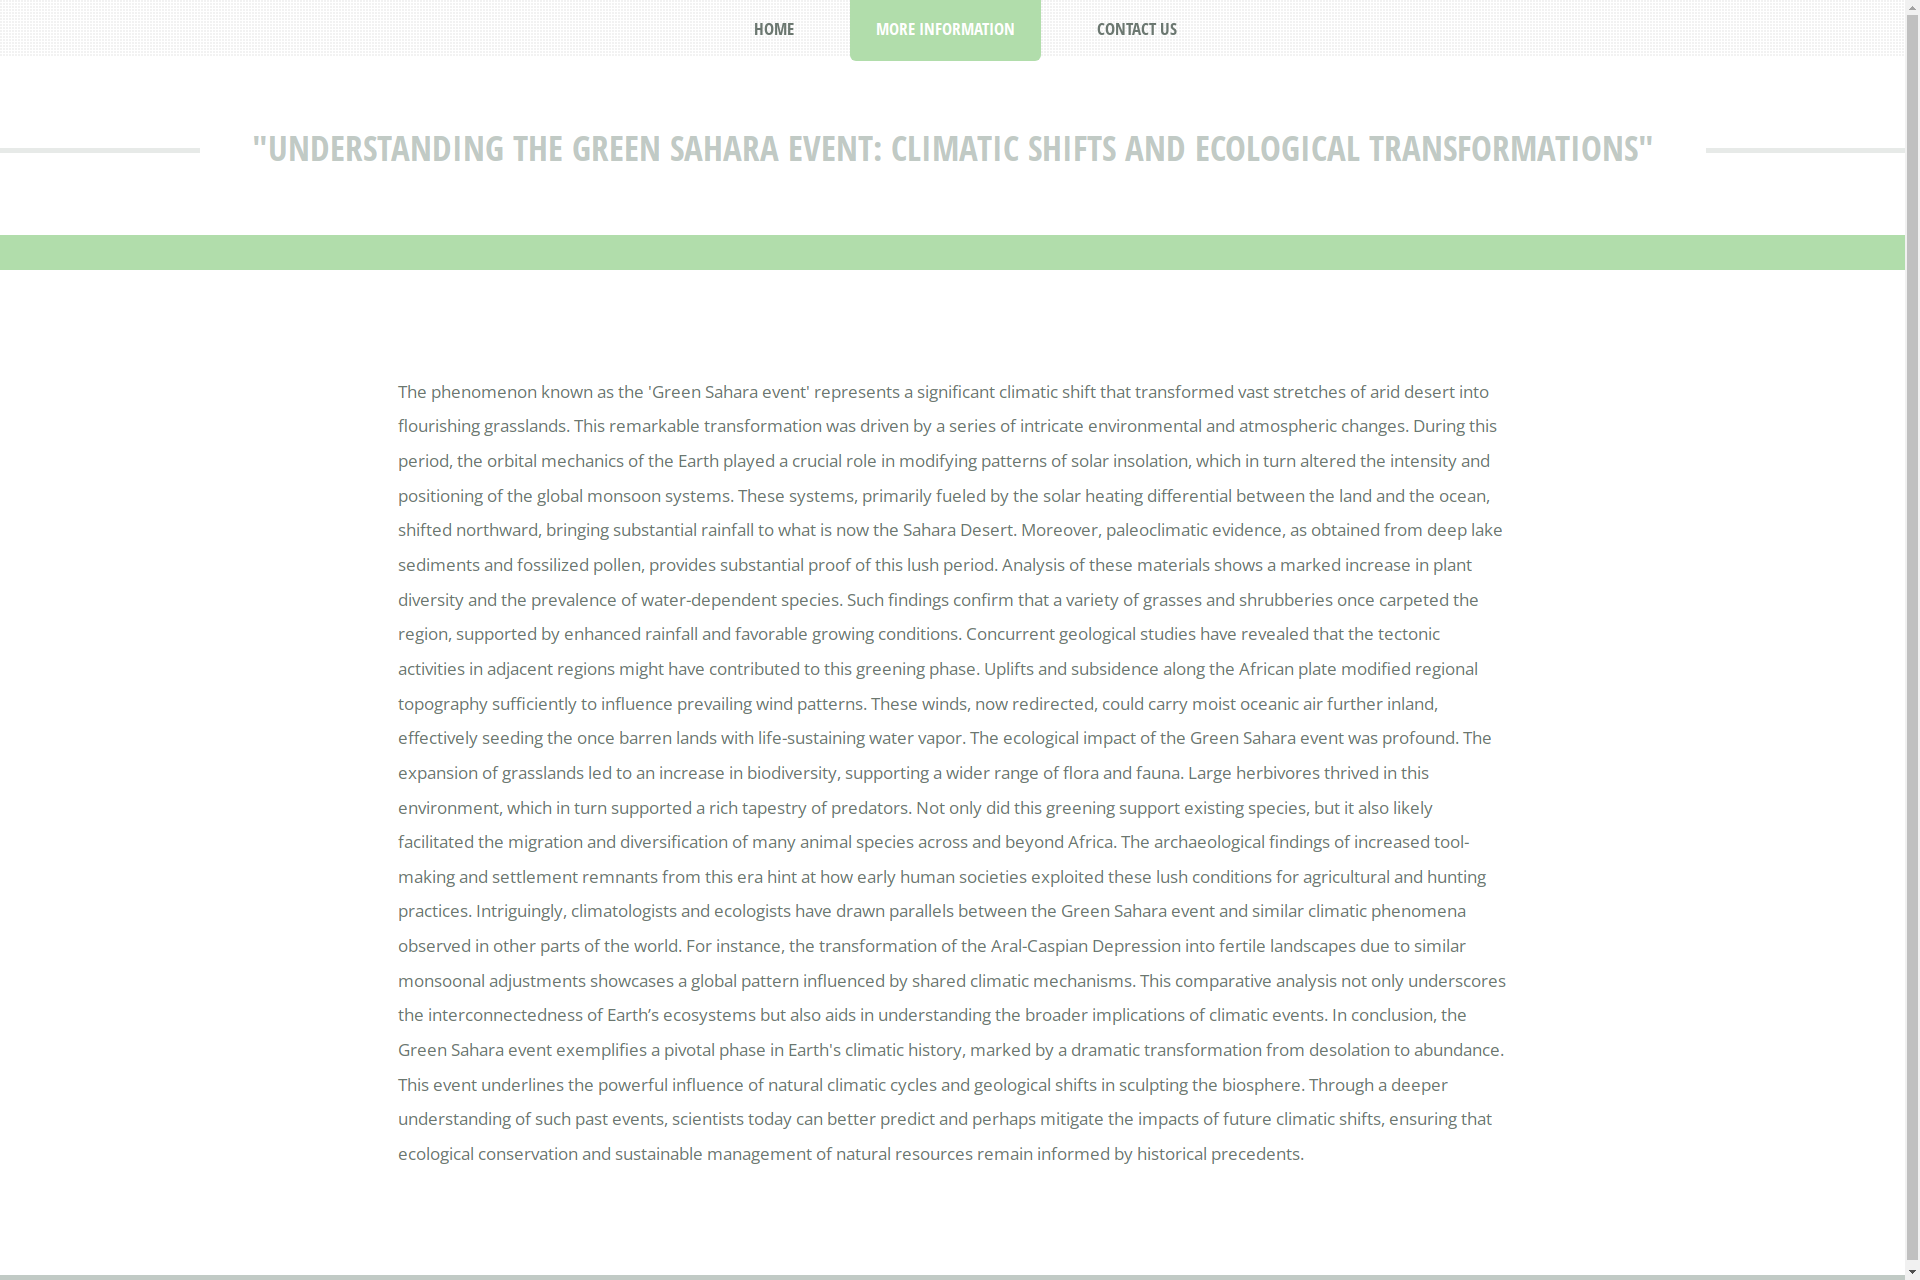 HOME
MORE INFORMATION
CONTACT US
"UNDERSTANDING THE GREEN SAHARA EVENT: CLIMATIC SHIFTS AND ECOLOGICAL TRANSFORMATIONS"
The phenomenon known as the 'Green Sahara event' represents a significant climatic shift that transformed vast stretches of arid desert into
flourishing grasslands. This remarkable transformation was driven by a series of intricate environmental and atmospheric changes. During this
period, the orbital mechanics of the Earth played a crucial role in modifying patterns of solar insolation, which in turn altered the intensity and
positioning of the global monsoon systems. These systems, primarily fueled by the solar heating differential between the land and the ocean,
shifted northward, bringing substantial rainfall to what is now the Sahara Desert. Moreover, paleoclimatic evidence, as obtained from deep lake
sediments and fossilized pollen, provides substantial proof of this lush period. Analysis of these materials shows a marked increase in plant
diversity and the prevalence of water-dependent species. Such findings confirm that a variety of grasses and shrubberies once carpeted the
region, supported by enhanced rainfall and favorable growing conditions. Concurrent geological studies have revealed that the tectonic
activities in adjacent regions might have contributed to this greening phase. Uplifts and subsidence along the African plate modified regional
topography sufficiently to influence prevailing wind patterns. These winds, now redirected, could carry moist oceanic air further inland,
effectively seeding the once barren lands with life-sustaining water vapor. The ecological impact of the Green Sahara event was profound. The
expansion of grasslands led to an increase in biodiversity, supporting a wider range of flora and fauna. Large herbivores thrived in this
environment, which in turn supported a rich tapestry of predators. Not only did this greening support existing species, but it also likely
facilitated the migration and diversification of many animal species across and beyond Africa. The archaeological findings of increased tool-
making and settlement remnants from this era hint at how early human societies exploited these lush conditions for agricultural and hunting
practices. Intriguingly, climatologists and ecologists have drawn parallels between the Green Sahara event and similar climatic phenomena
observed in other parts of the world. For instance, the transformation of the Aral-Caspian Depression into fertile landscapes due to similar
monsoonal adjustments showcases a global pattern influenced by shared climatic mechanisms. This comparative analysis not only underscores
the interconnectedness of Earth’s ecosystems but also aids in understanding the broader implications of climatic events. In conclusion, the
Green Sahara event exemplifies a pivotal phase in Earth's climatic history, marked by a dramatic transformation from desolation to abundance.
This event underlines the powerful influence of natural climatic cycles and geological shifts in sculpting the biosphere. Through a deeper
understanding of such past events, scientists today can better predict and perhaps mitigate the impacts of future climatic shifts, ensuring that
ecological conservation and sustainable management of natural resources remain informed by historical precedents.